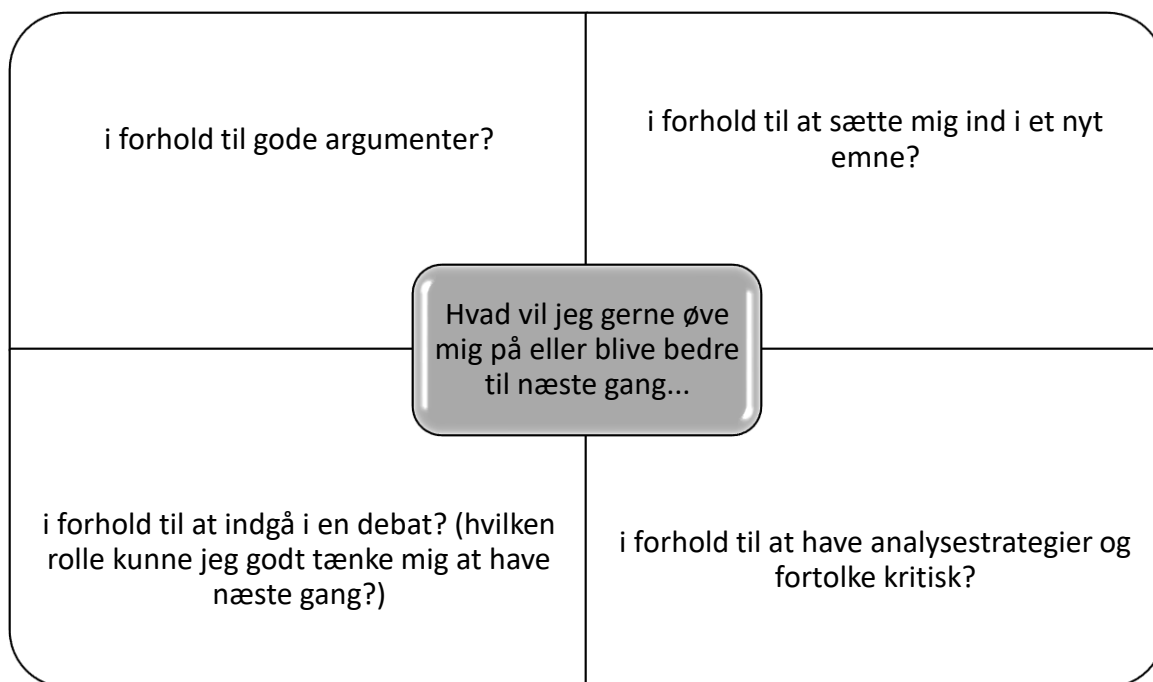 i forhold til gode argumenter?
i forhold til at sætte mig ind i et nyt
emne?
Hvad vil jeg gerne øve
mig på eller blive bedre
til næste gang...
i forhold til at indgå i en debat? (hvilken
rolle kunne jeg godt tænke mig at have
næste gang?)
i forhold til at have analysestrategier og
fortolke kritisk?